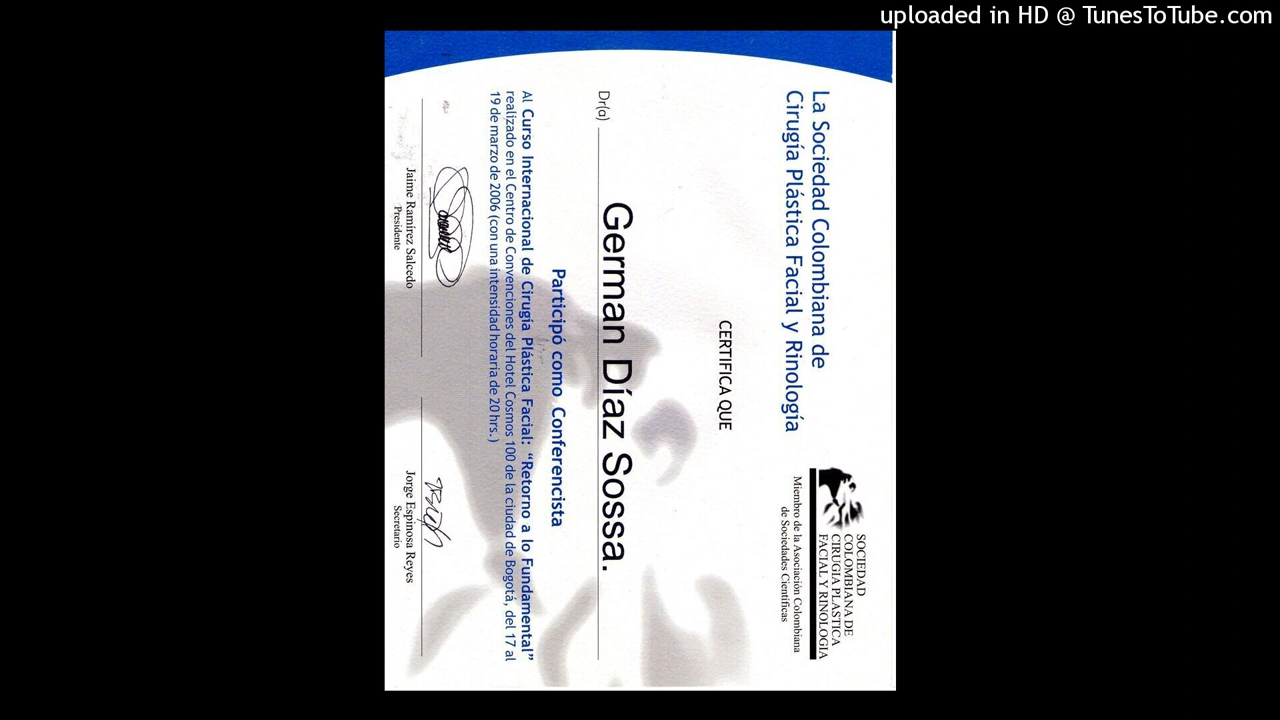 uploaded in HD @ TunesToTube.com
La Sociedad Colombiana de
Cirugía Plástica Facial y Rinología
SOCIEDAD
COLOMBIANA DE
CIRUGIA PLASTICA
FACIAL Y RINOLOGIA
Miembro de la Asociación Colombiana
de Sociedades Científicas
CERTIFICA QUE
Dr(a) German Díaz Sossa.
Participó como Conferencista
Al Curso Internacional de Cirugía Plástica Facial: “Retorno a lo Fundamental”
realizado en el Centro de Convenciones del Hotel Cosmos 100 de la ciudad de Bogotá, del 17 al
19 de marzo de 2006 (con una intensidad horaria de 20 hrs.)
Jaime Ramírez Salcedo
Presidente
Jorge Espinosa Reyes
Secretario